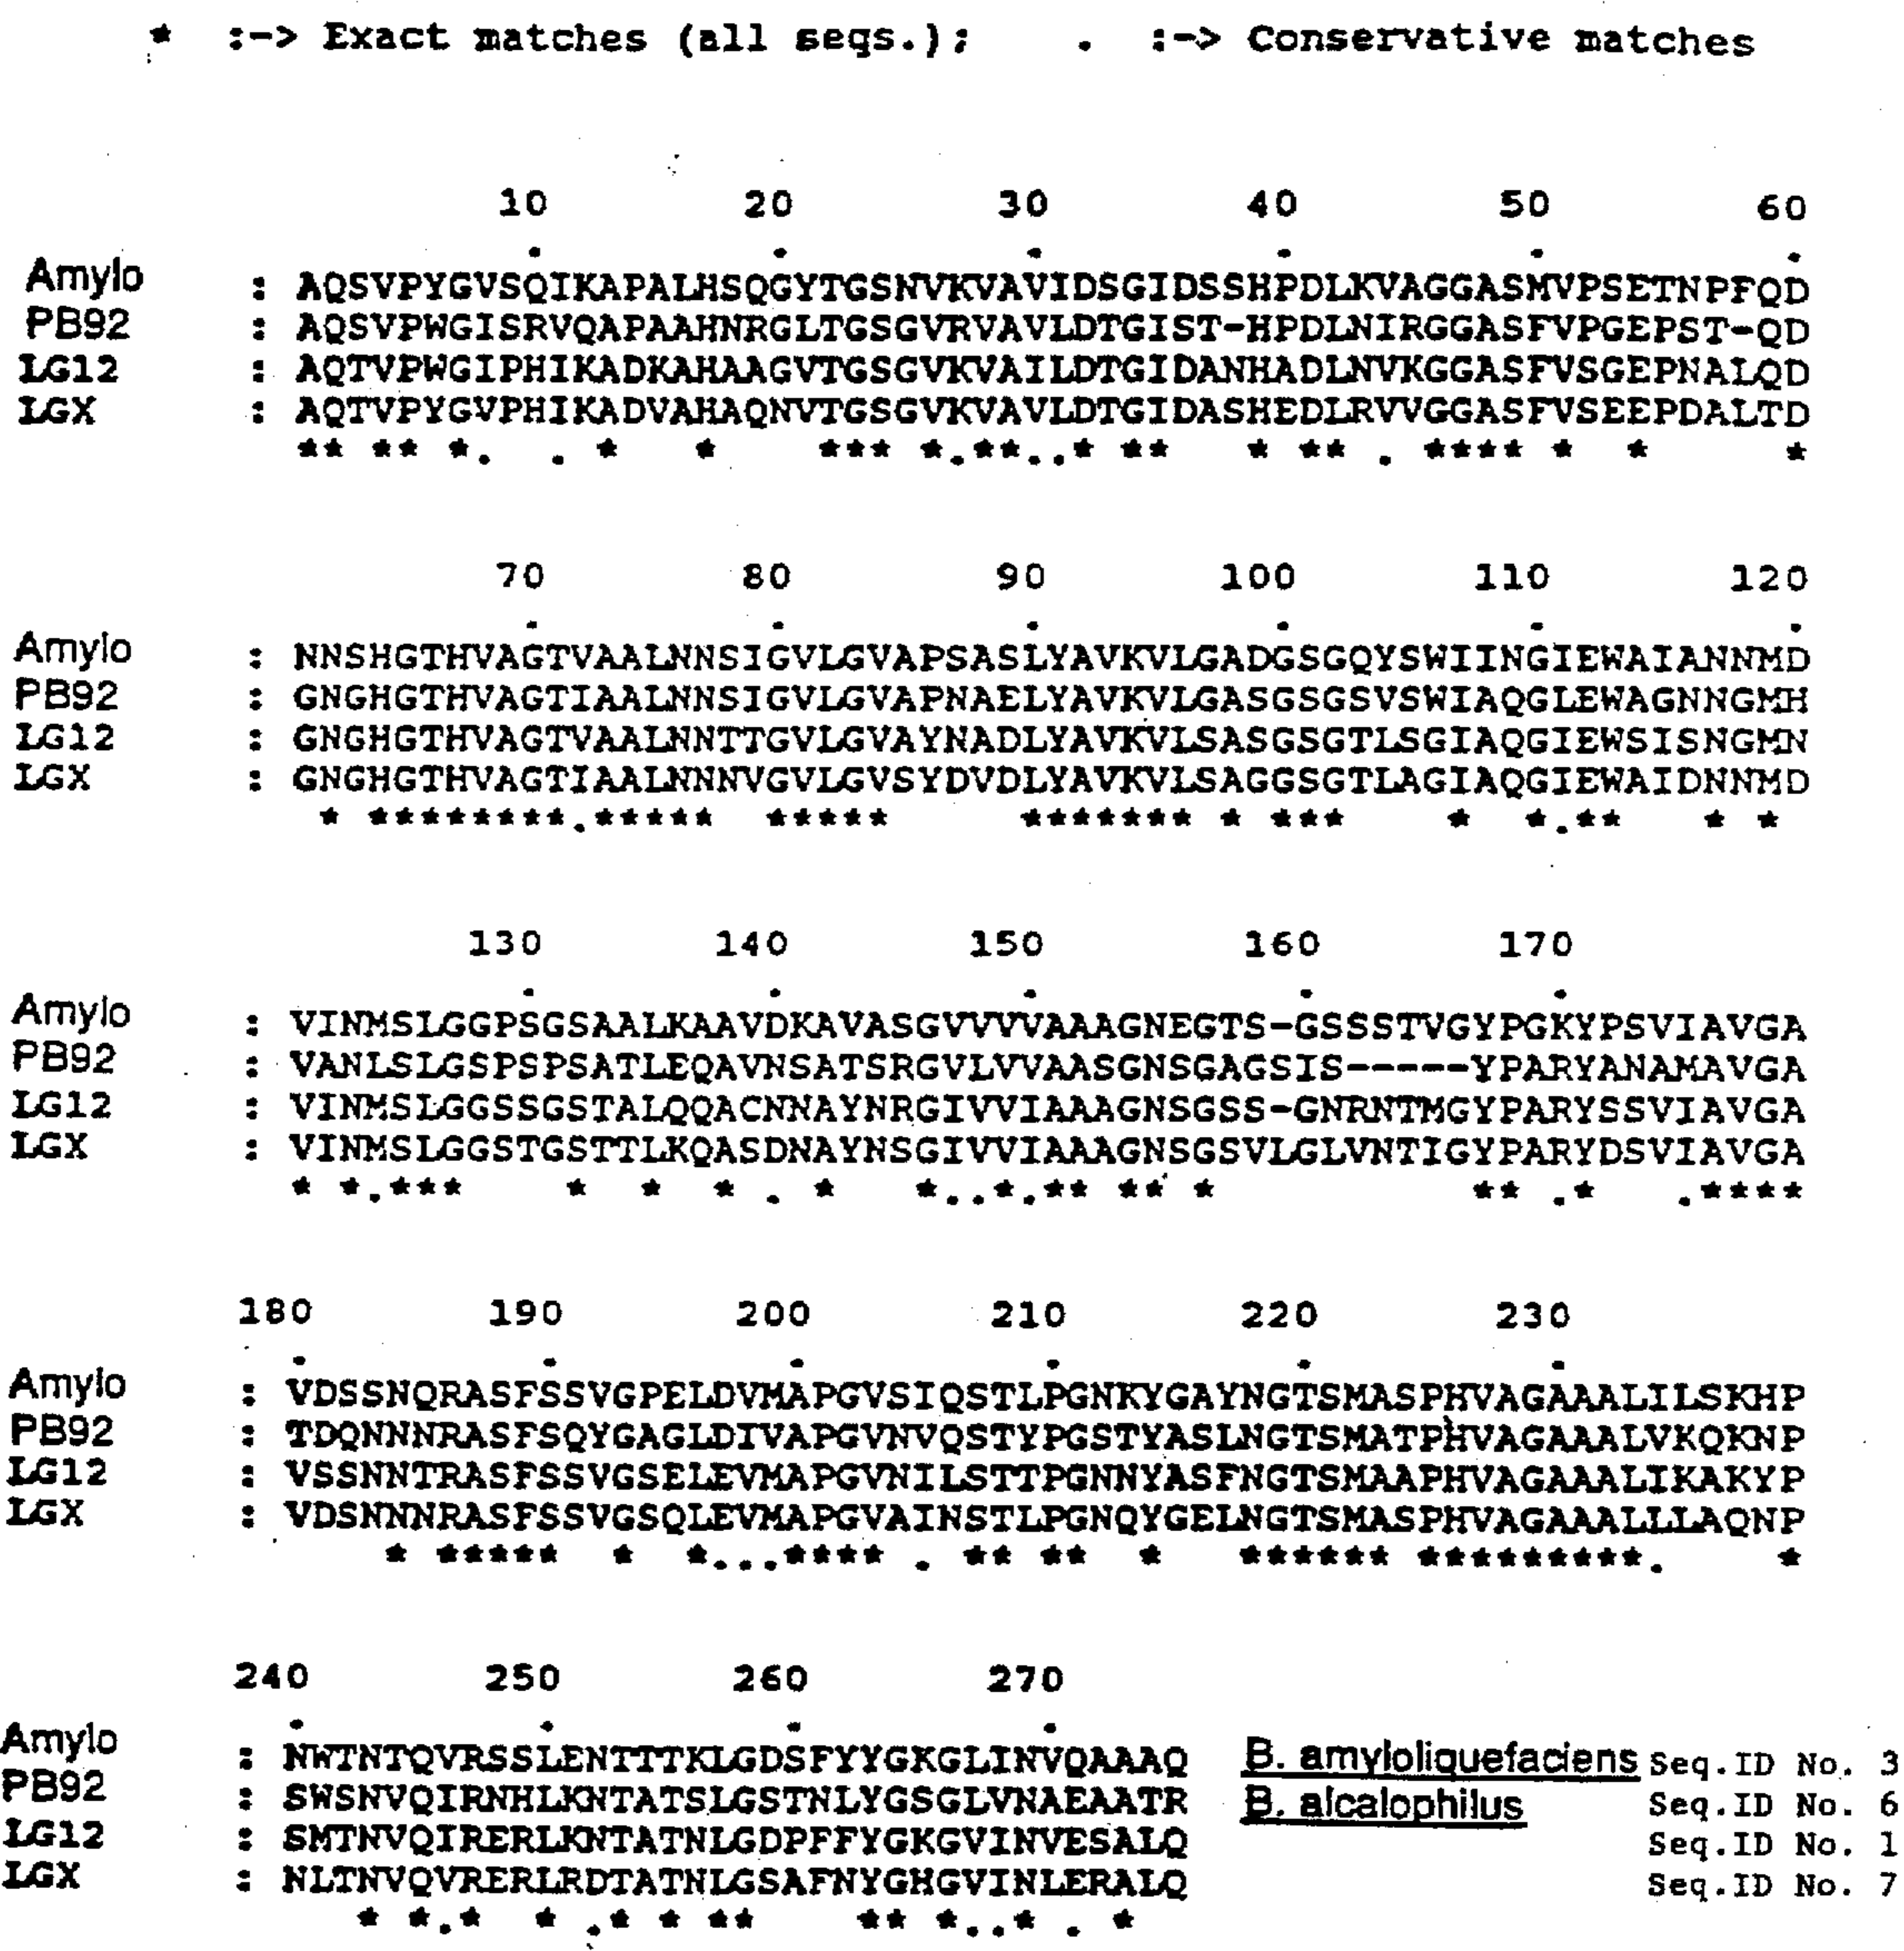 * :-> Exact matches (all seqs.); . :-> Conservative matches
10 20 30 40 50 60
Amylo : AQSVPYGVSQIKAPALHSQGYTGSNVKVAVIDSGIDSSHPDLKVAGGASMVPSETNPFQD
PB92 : AQSVPWGISRVQAPAAHNRGLTGSGVRVAVLDTGIST-HPDLNIRGGASFVPGEPST-QD
LG12 : AQTVPWGIPHIKADKAHAAGVTGSGVKVAILDTGIDANHADLNVKGGASFVSGEPNALQD
LGX : AQTVPYGVPHIKADVAHAQNVTGSGVKVAVLDTGIDASHEDLRVVGGASFVSEEPDALTD
** ** *. . * * *** *.**..* ** * ** . **** * * *
70 80 90 100 110 120
Amylo : NNSHGTHVAGTVAALNNSIGVLGVAPSASLYAVKVLGADGSGQYSWIINGIEWAIANNMD
PB92 : GNGHGTHVAGTIAALNNSIGVLGVAPNAELYAVKVLGASGSGSVSWIAQGLEWAGNNGMH
LG12 : GNGHGTHVAGTVAALNNTTGVLGVAYNADLYAVKVLSASGSGTLSGIAQGIEWSISNGMN
LGX : GNGHGTHVAGTIAALNNNVGVLGVSYDVDLYAVKVLSAGGSGTLAGIAQGIEWAIDNNMD
* ********.***** ***** ******* * *** * *.** * *
130 140 150 160 170
Amylo : VINMSLGGPSGSAALKAAVDKAVASGVVVVAAAGNEGTS-GSSSTVGYPGKYPSVIAVGA
PB92 : VANLSLGSPSPSATLEQAVNSATSRGVLVVAASGNSGAGSIS-----YPARYANAMAVGA
LG12 : VINMSLGGSSGSTALQQACNNAYNRGIVVIAAAGNSGSS-GNRNTMGYPARYSSVIAVGA
LGX : VINMSLGGSTGSTTLKQASDNAYNSGIVVIAAAGNSGSVLGLVNTIGYPARYDSVIAVGA
* *.*** * * * . * *..*.** ** * ** .* .****
180 190 200 210 220 230
Amylo : VDSSNQRASFSSVGPELDVMAPGVSIQSTLPGNKYGAYNGTSMASPHVAGAAALILSKHP
PB92 : TDQNNNRASFSQYGAGLDIVAPGVNVQSTYPGSTYASLNGTSMATPHVAGAAALVKQKNP
LG12 : VSSNNTRASFSSVGSELEVMAPGVNILSTTPGNNYASFNGTSMAAPHVAGAAALIKAKYP
LGX : VDSNNNRASFSSVGSQLEVMAPGVAINSTLPGNQYGELNGTSMASPHVAGAAALLLAQNP
* ***** * *...**** . ** ** * ****** *********. *
240 250 260 270
Amylo : NWTNTQVRSSLENTTTKLGDSFYYGKGLINVQAAAQ B. amyloliquefaciens Seq.ID No. 3
PB92 : SWSNVQIRNHLKNTATSLGSTNLYGSGLVNAEAATR B. alcalophilus Seq.ID No. 6
LG12 : SMTNVQIRERLKNTATNLGDPFFYGKGVINVESALQ Seq.ID No. 1
LGX : NLTNVQVRERLRDTATNLGSAFNYGHGVINLERALQ Seq.ID No. 7
* *.* * .* * ** ** *..* . *